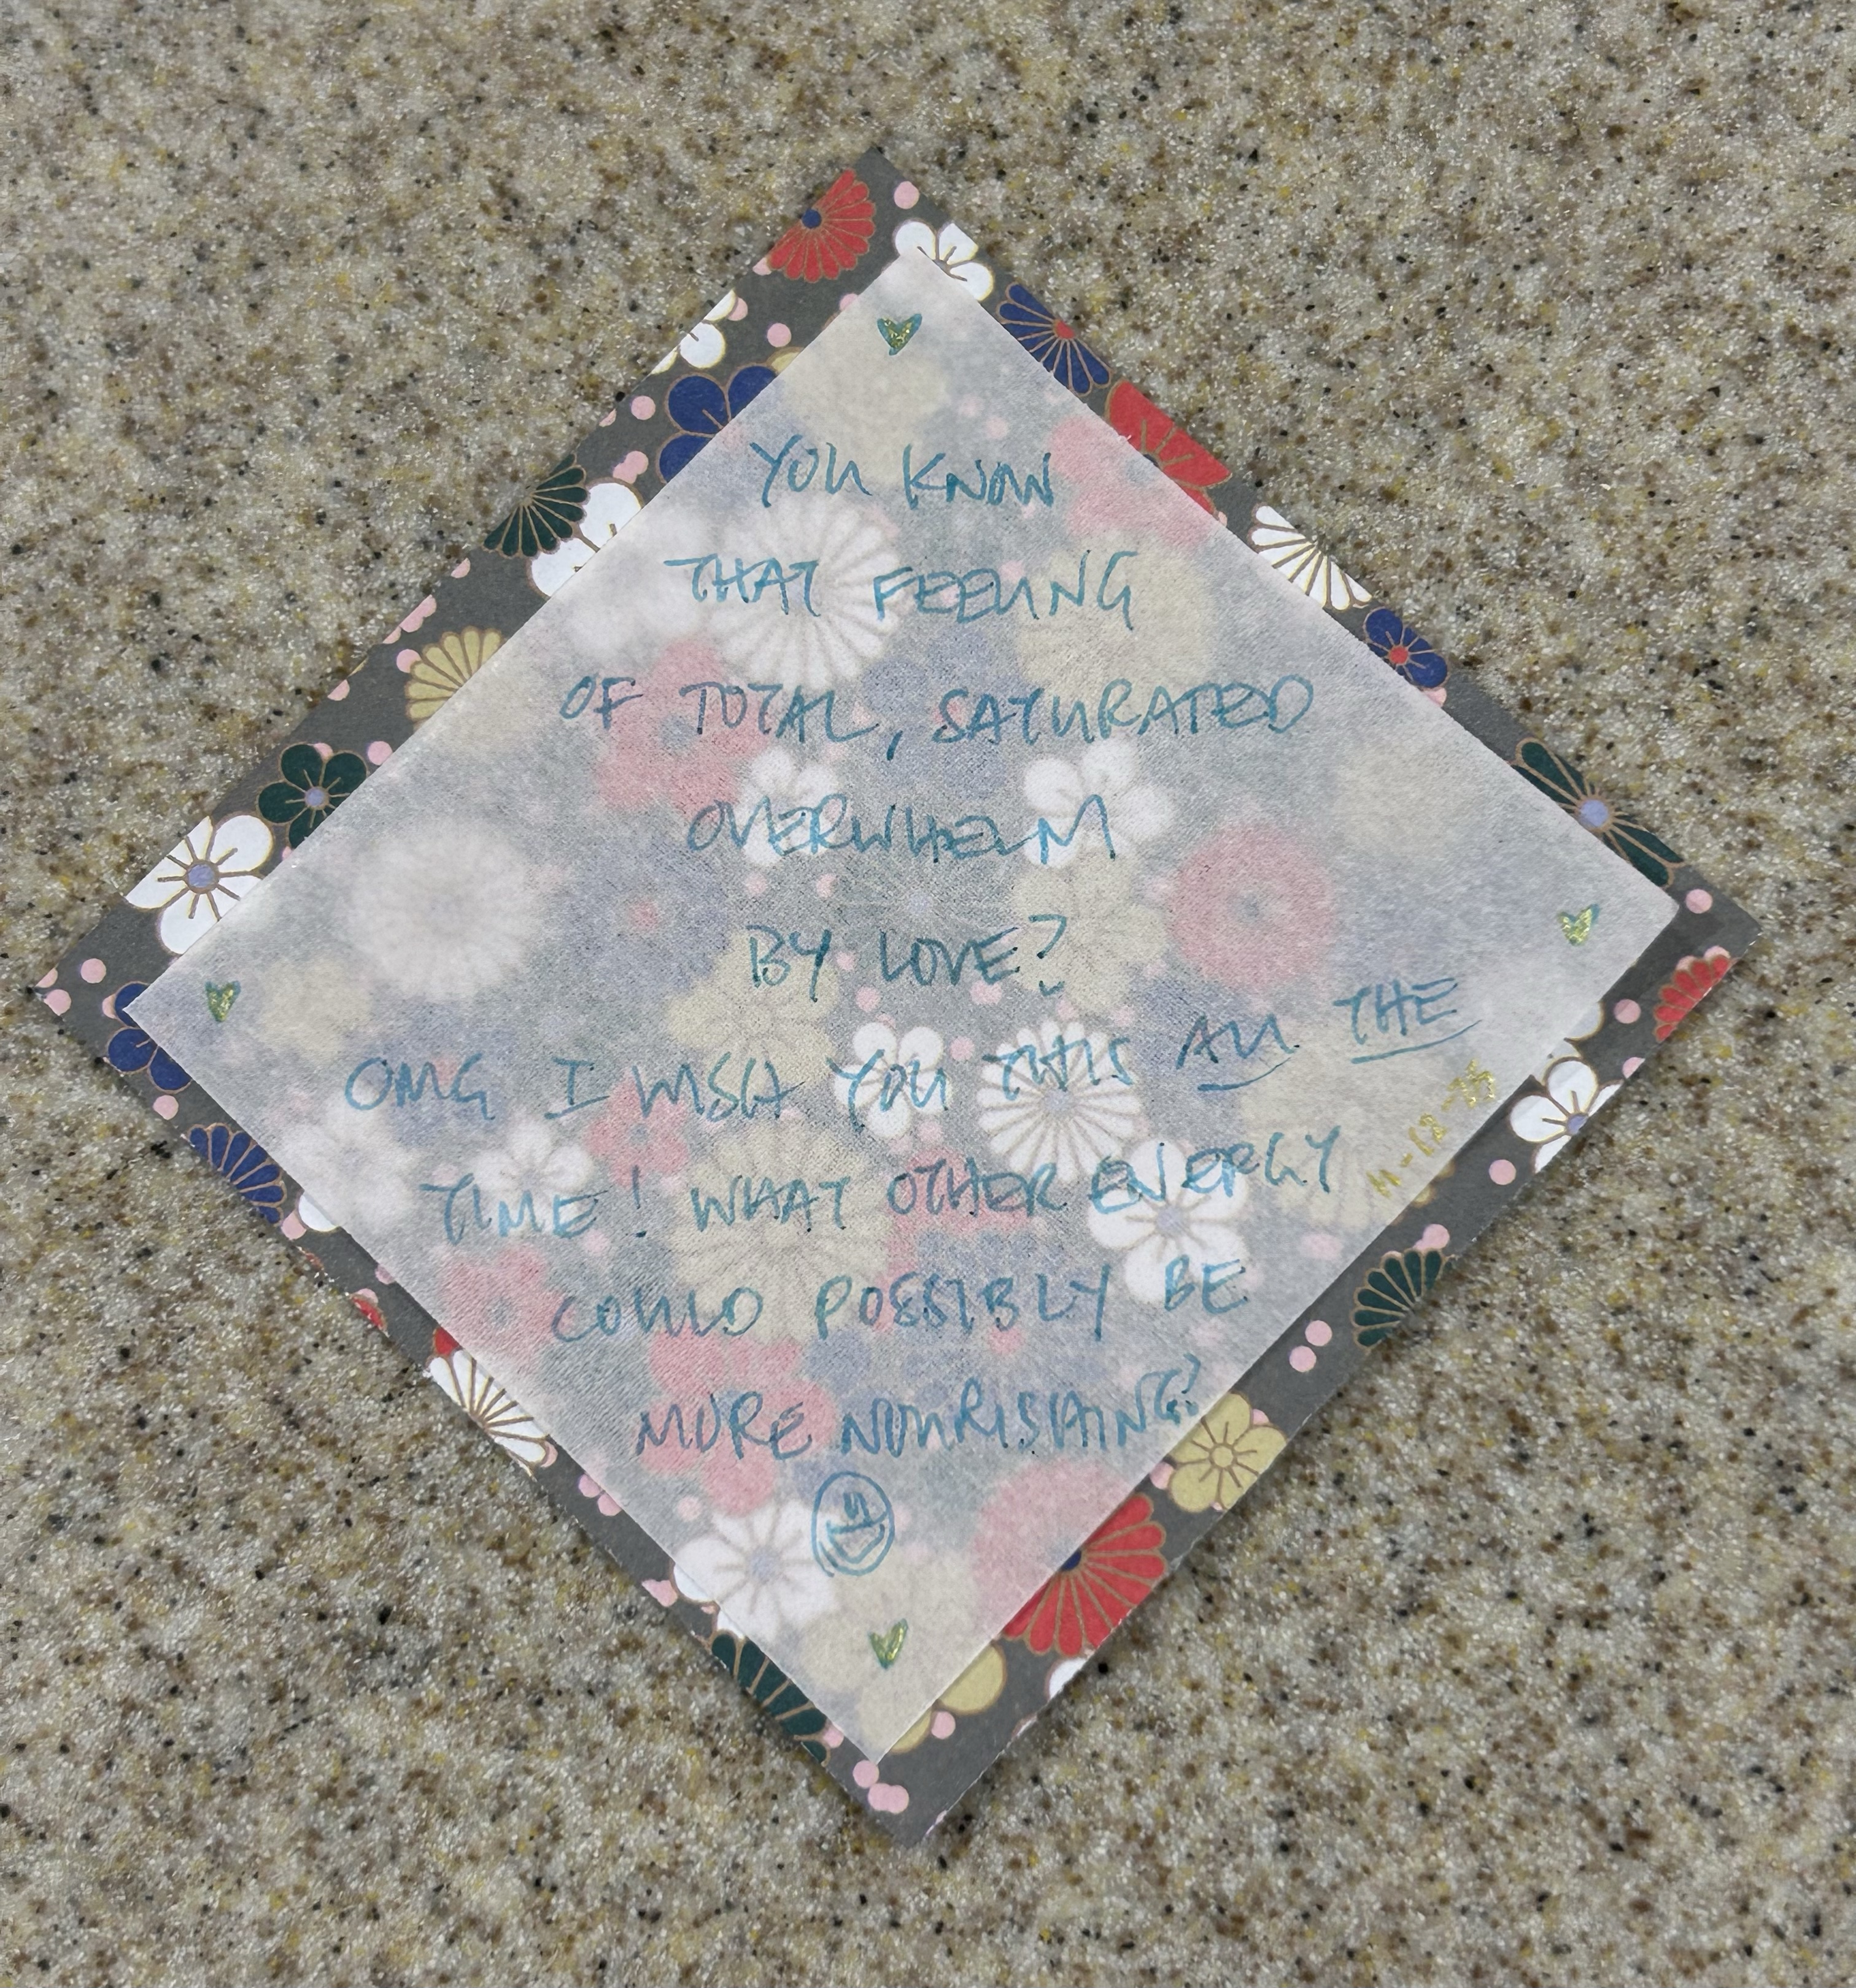 YOU KNOW
THAT FEELING
OF TOTAL, SATURATED
OVERWHELM
BY LOVE?
OMG I WISH YOU THIS ALL THE
TIME! WHAT OTHER ENERGY
COULD POSSIBLY BE
MORE NOURISHING?